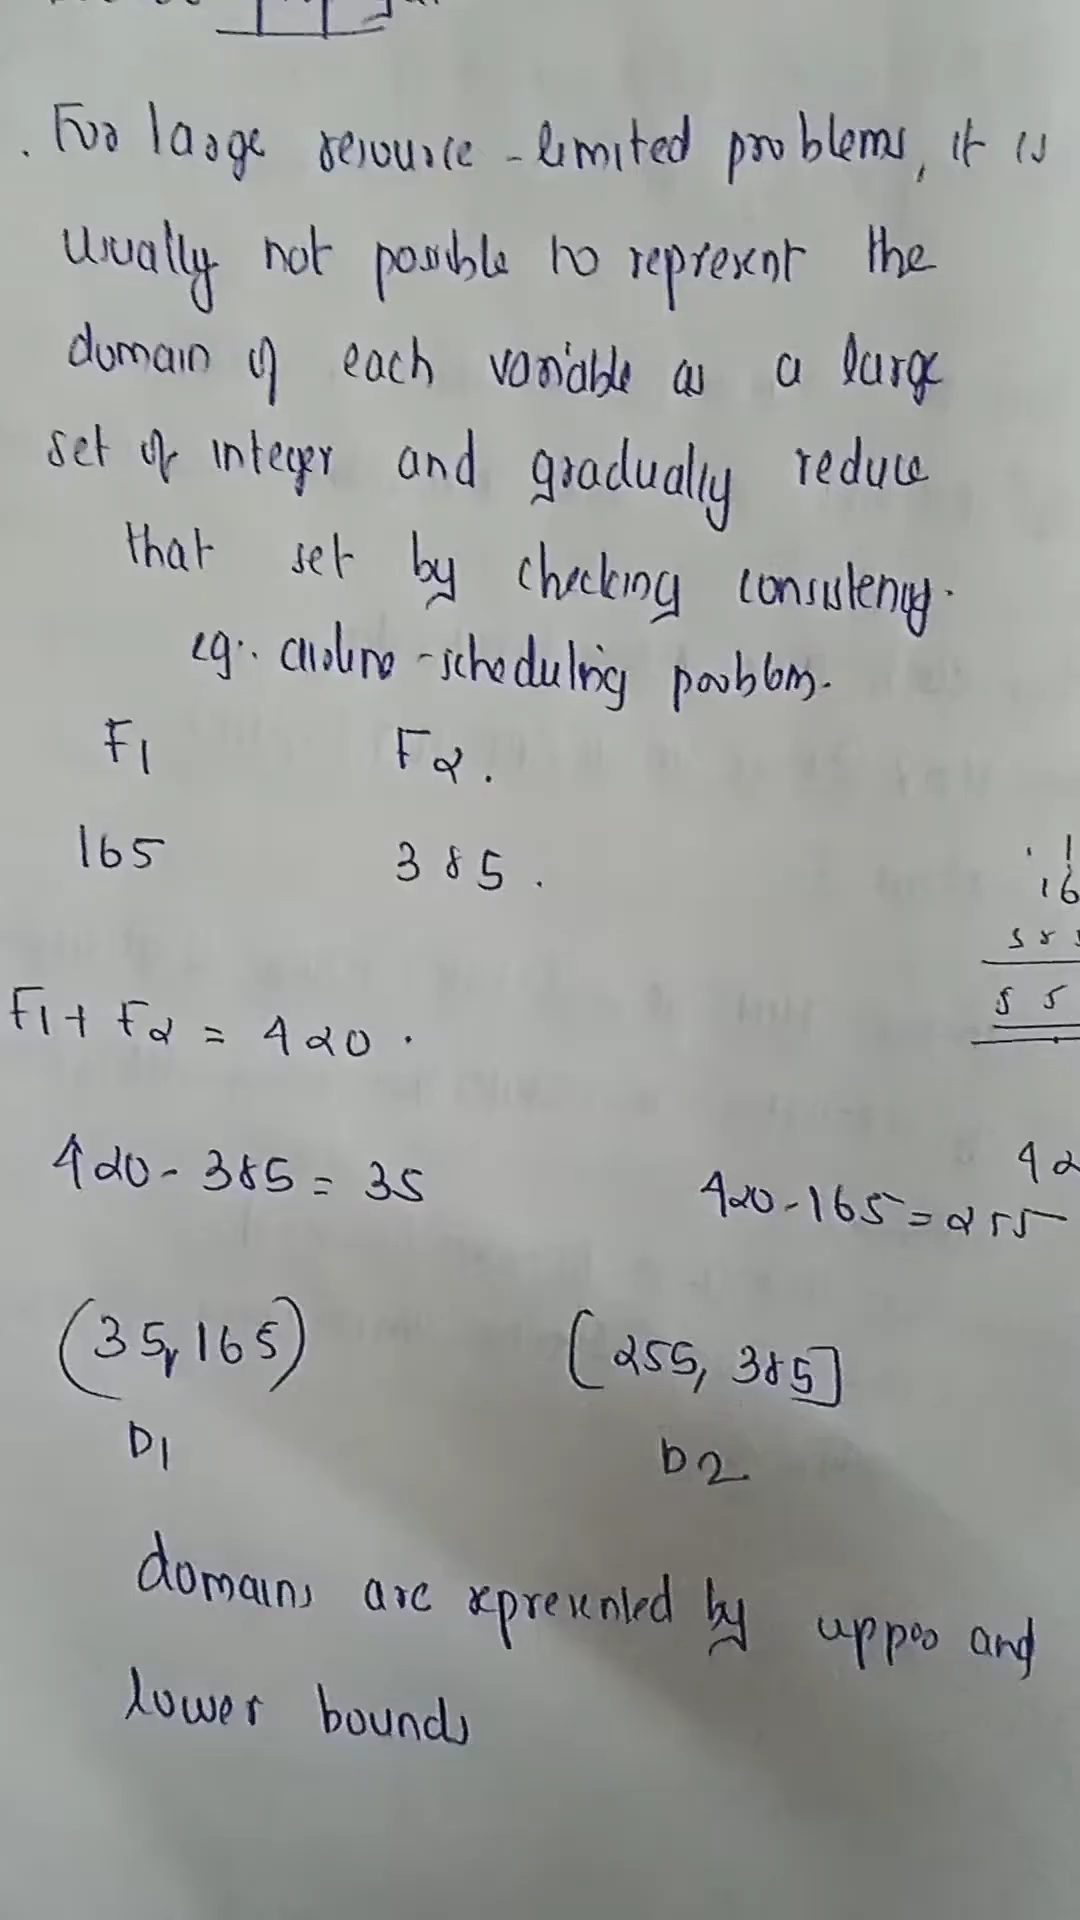 . For large resource - limited problems, it is
usually not possible to represent the
domain of each variable as a large
set of integer and gradually reduce
that set by checking consistency.
eg:. airline - scheduling problem.
F1 F2.
165 385.
F1 + F2 = 420.
420 - 385 = 35
420 - 165 = 255
(35, 165) [255, 385]
D1 D2
domains are represented by upper and
lower bounds